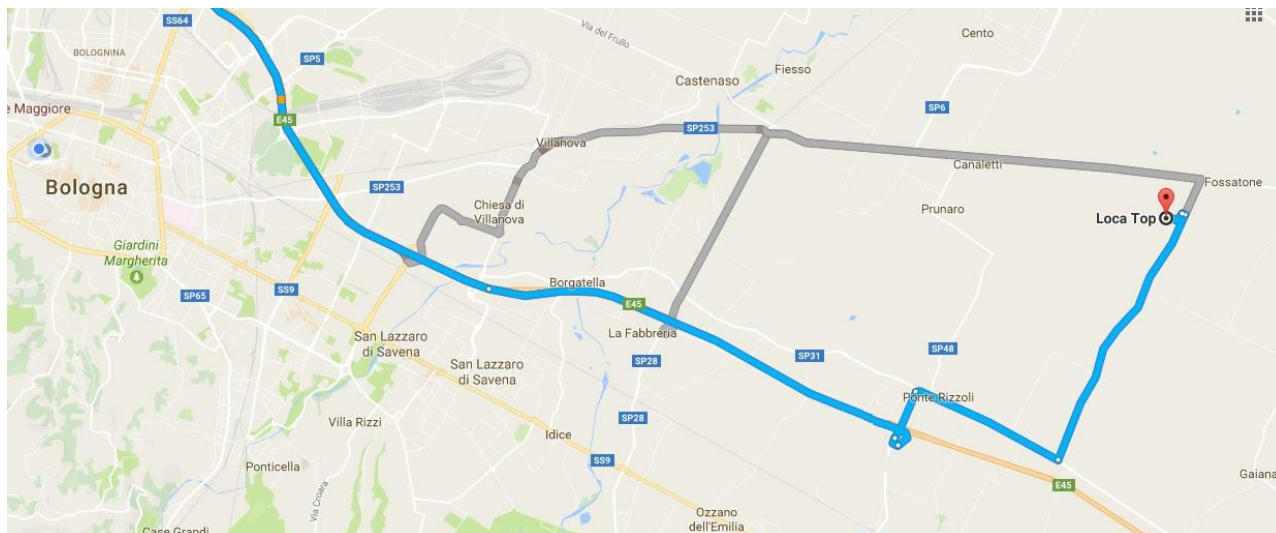 SS64
Via del Frullo
Cento
BOLOGNINA
SP5
Fiesso
Castenaso
e Maggiore
SP6
E45
SP253
Villanova
Canaletti
Bologna
SP253
Fossatone
Chiesa di
Villanova
Prunaro
Loca Top
Giardini
Margherita
Borgatella
SP65
SS9
E45
La Fabbreria
San Lazzaro
di Savena
SP31
SP48
San Lazzaro
di Savena
SP28
Ponte Rizzoli
Villa Rizzi
SP28
Idice
Ponticella
SS9
Gaiana
E45
Via Croara
Ozzano
dell'Emilia
Case Grandi